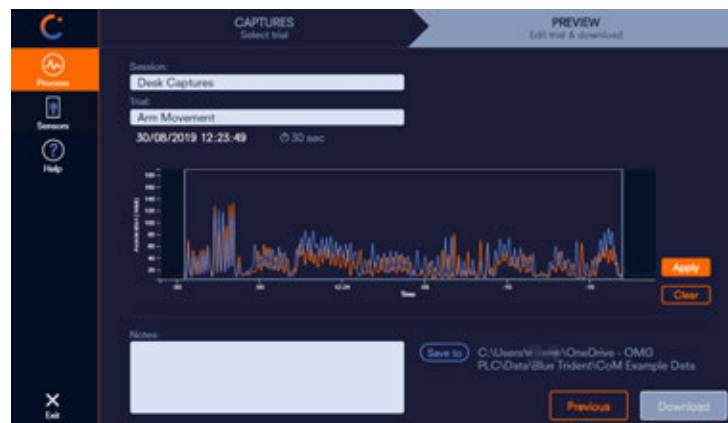 CAPTURES
Select trial
PREVIEW
Edit trial & download
Process
Sensors
Help
Exit
Session:
Desk Captures
Trial:
Arm Movement
30/08/2019 12:23:49
30 sec
Time
Apply
Clear
Notes:
Save to
C:\Users\ \OneDrive - OMG
PLC\Data\Blue Trident\CoM Example Data
Previous
Download